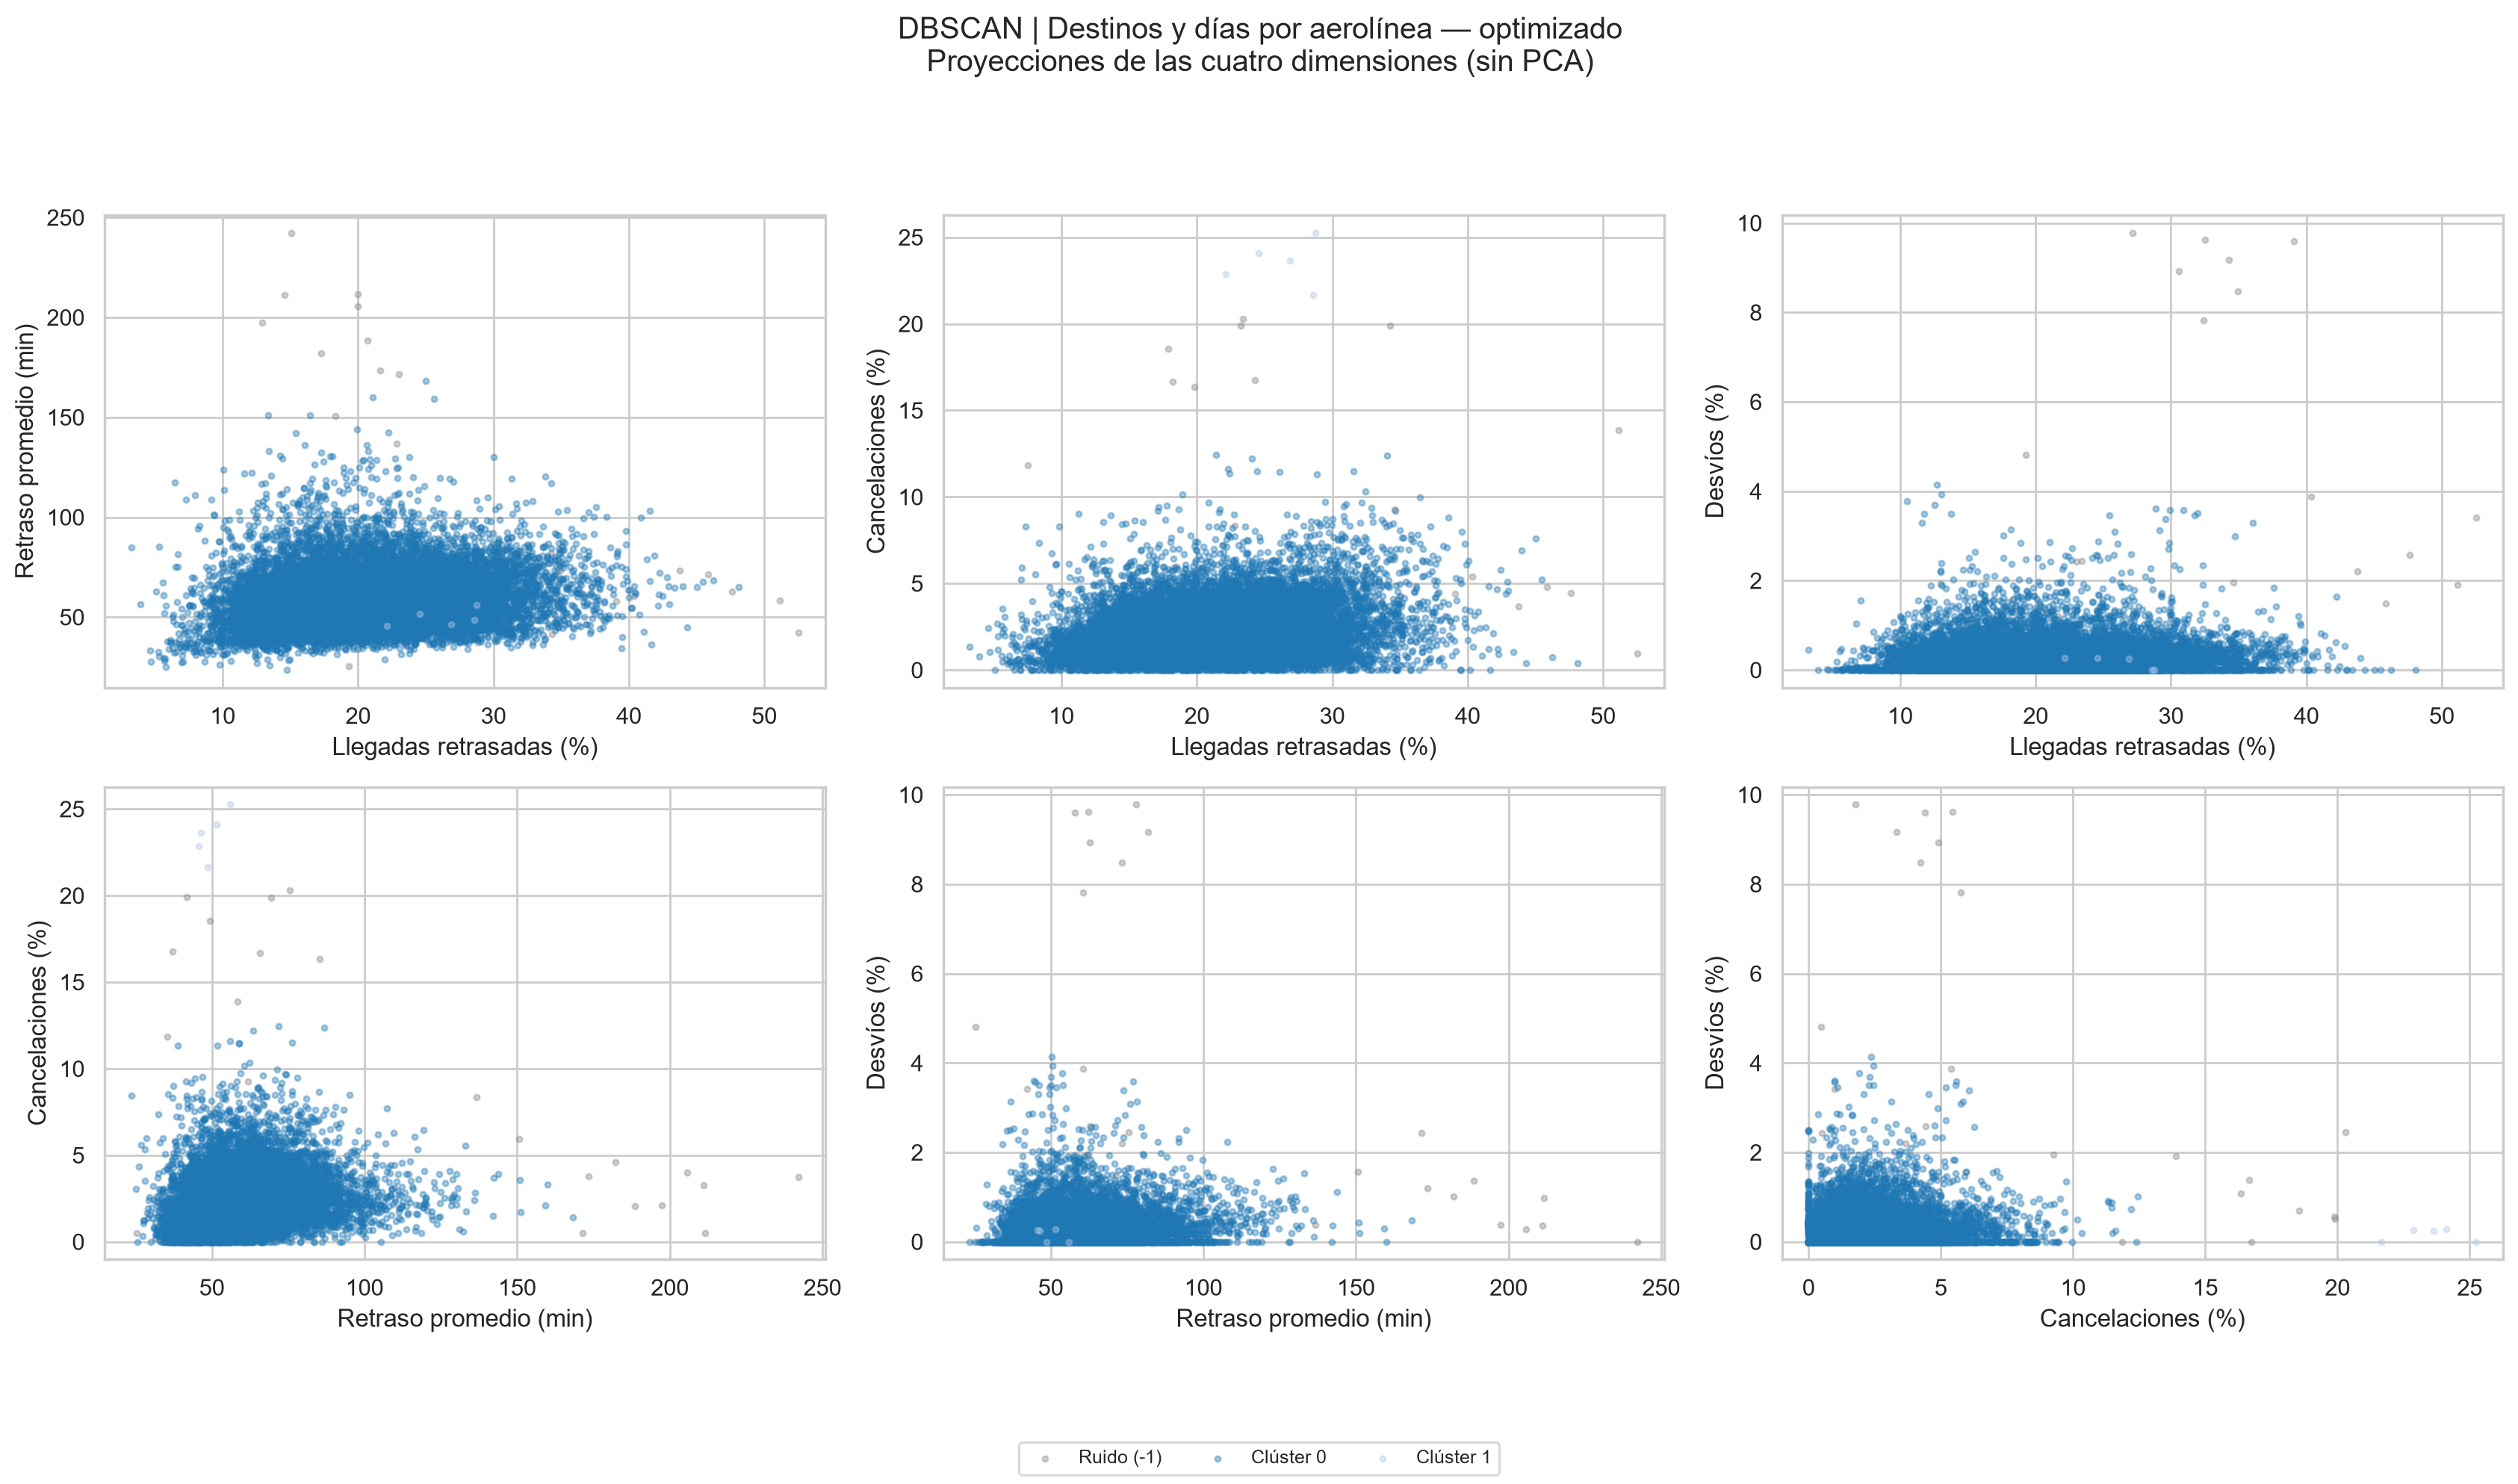 DBSCAN | Destinos y días por aerolínea — optimizado
Proyecciones de las cuatro dimensiones (sin PCA)
250
200
150
100
50
Retraso promedio (min)
10 20 30 40 50
Llegadas retrasadas (%)
25
20
15
10
5
0
Cancelaciones (%)
10 20 30 40 50
Llegadas retrasadas (%)
10
8
6
4
2
0
Desvíos (%)
10 20 30 40 50
Llegadas retrasadas (%)
25
20
15
10
5
0
Cancelaciones (%)
50 100 150 200 250
Retraso promedio (min)
10
8
6
4
2
0
Desvíos (%)
50 100 150 200 250
Retraso promedio (min)
10
8
6
4
2
0
Desvíos (%)
0 5 10 15 20 25
Cancelaciones (%)
Ruido (-1) Clúster 0 Clúster 1